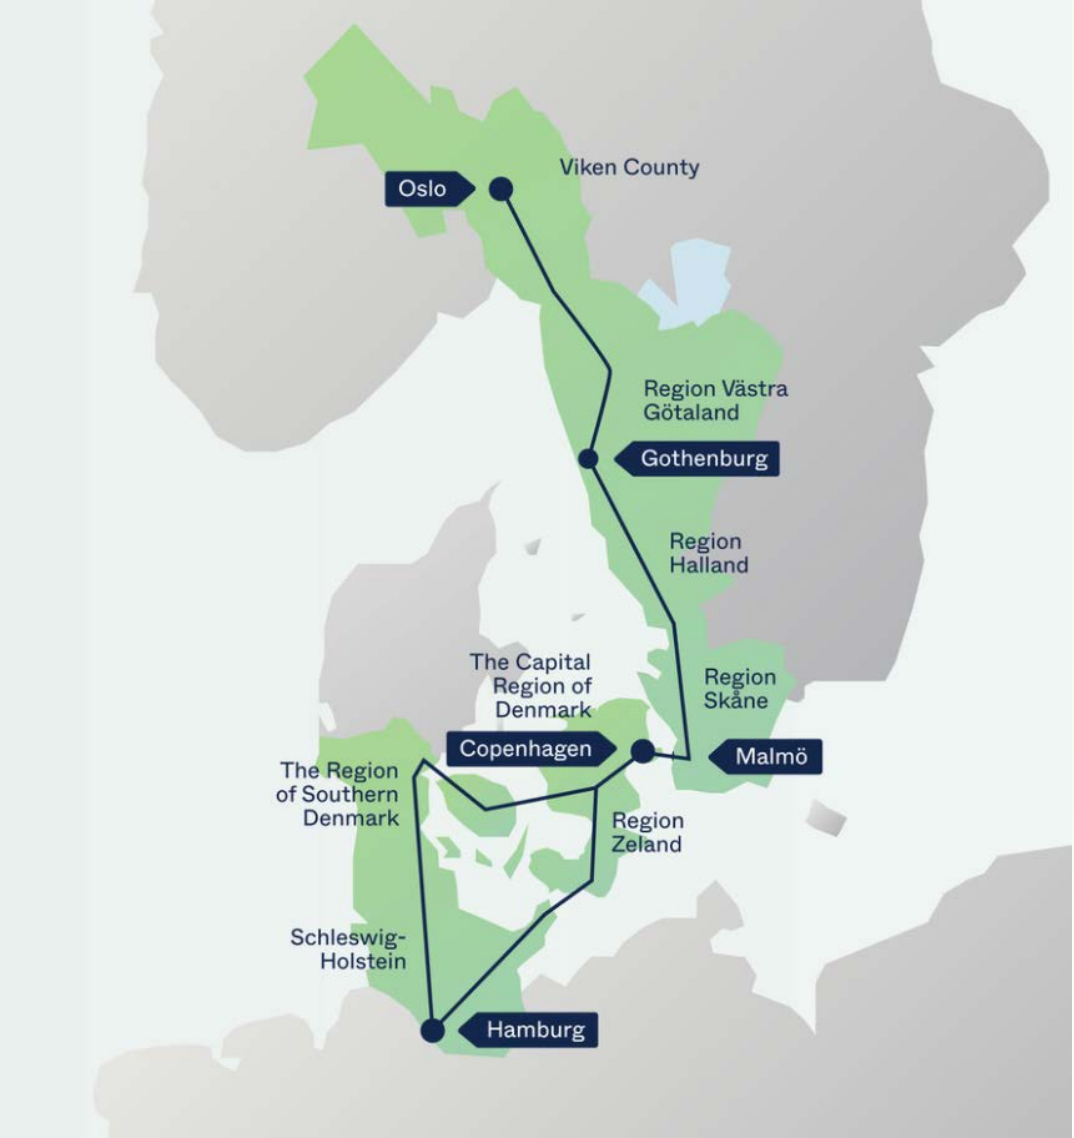 Viken County
Oslo
Region Västra
Götaland
Gothenburg
Region
Halland
The Capital
Region of
Denmark
Region
Skåne
Copenhagen
Malmö
The Region
of Southern
Denmark
Region
Zeland
Schleswig-
Holstein
Hamburg